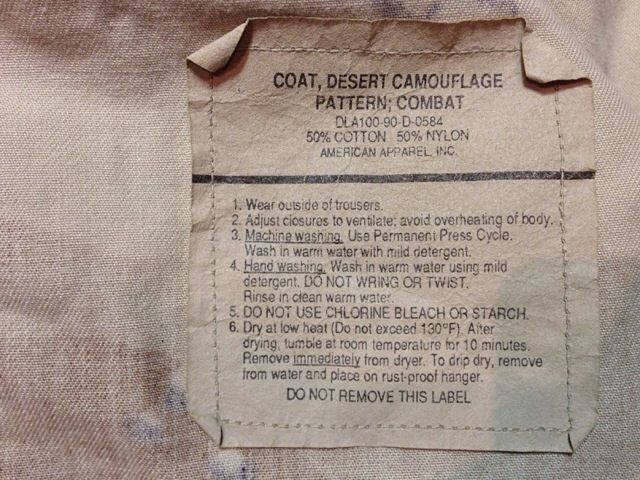 COAT, DESERT CAMOUFLAGE
PATTERN; COMBAT
DLA100-90-D-0584
50% COTTON 50% NYLON
AMERICAN APPAREL, INC.
1. Wear outside of trousers.
2. Adjust closures to ventilate; avoid overheating of body.
3. Machine washing. Use Permanent Press Cycle.
Wash in warm water with mild detergent.
4. Hand washing. Wash in warm water using mild
detergent. DO NOT WRING OR TWIST.
Rinse in clean warm water.
5. DO NOT USE CHLORINE BLEACH OR STARCH.
6. Dry at low heat (Do not exceed 130°F). After
drying, tumble at room temperature for 10 minutes.
Remove immediately from dryer. To drip dry, remove
from water and place on rust-proof hanger.
DO NOT REMOVE THIS LABEL